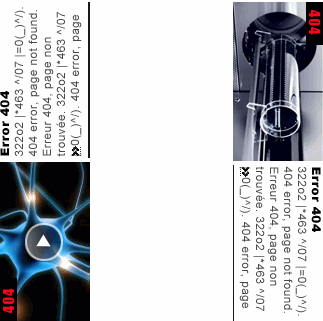 Error 404
322o2 |*463 ^/07 |=0(_)^/).
404 error, page not found.
Erreur 404, page non
trouvée. 322o2 |*463 ^/07
|=0(_)^/). 404 error, page
404
404
Error 404
322o2 |*463 ^/07 |=0(_)^/).
404 error, page not found.
Erreur 404, page non
trouvée. 322o2 |*463 ^/07
|=0(_)^/). 404 error, page